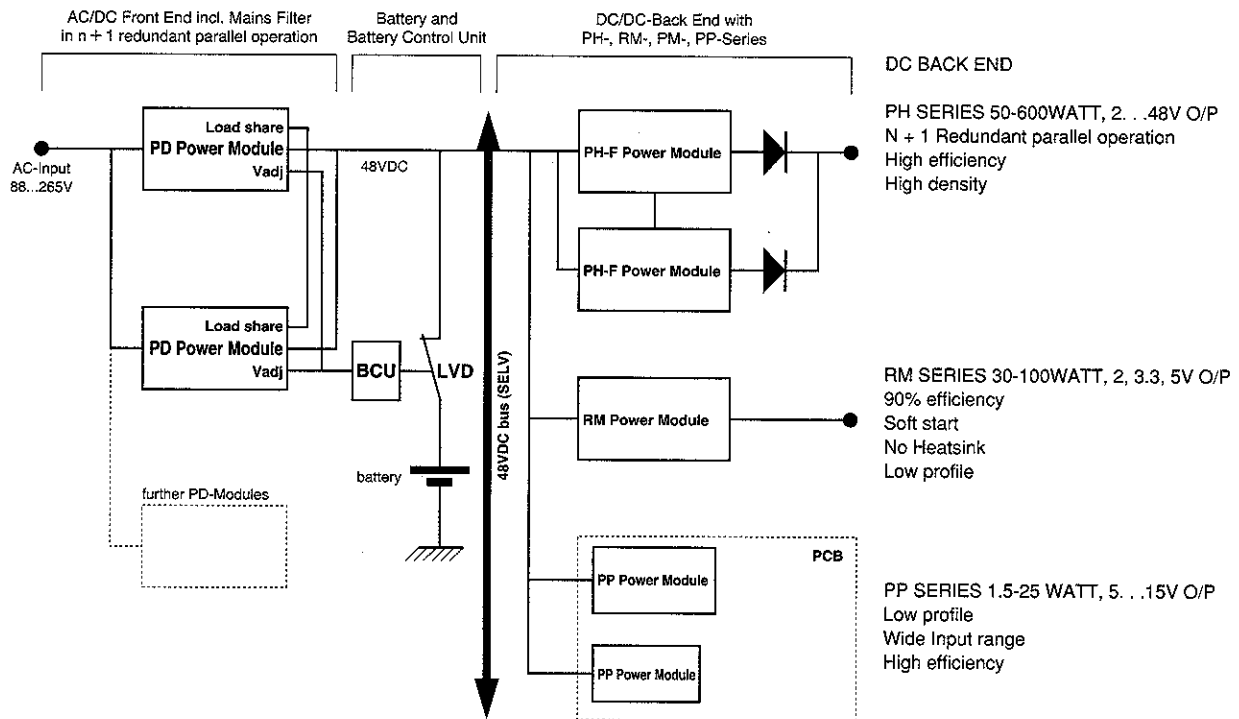 AC/DC Front End incl. Mains Filter
in n + 1 redundant parallel operation
Battery and
Battery Control Unit
DC/DC-Back End with
PH-, RM-, PM-, PP-Series
DC BACK END
Load share
PD Power Module
Vadj
AC-Input
88...265V
48VDC
PH-F Power Module
PH SERIES 50-600WATT, 2. . .48V O/P
N + 1 Redundant parallel operation
High efficiency
High density
PH-F Power Module
Load share
PD Power Module
Vadj
BCU
LVD
48VDC bus (SELV)
RM Power Module
RM SERIES 30-100WATT, 2, 3.3, 5V O/P
90% efficiency
Soft start
No Heatsink
Low profile
battery
further PD-Modules
PCB
PP Power Module
PP Power Module
PP SERIES 1.5-25 WATT, 5. . .15V O/P
Low profile
Wide Input range
High efficiency